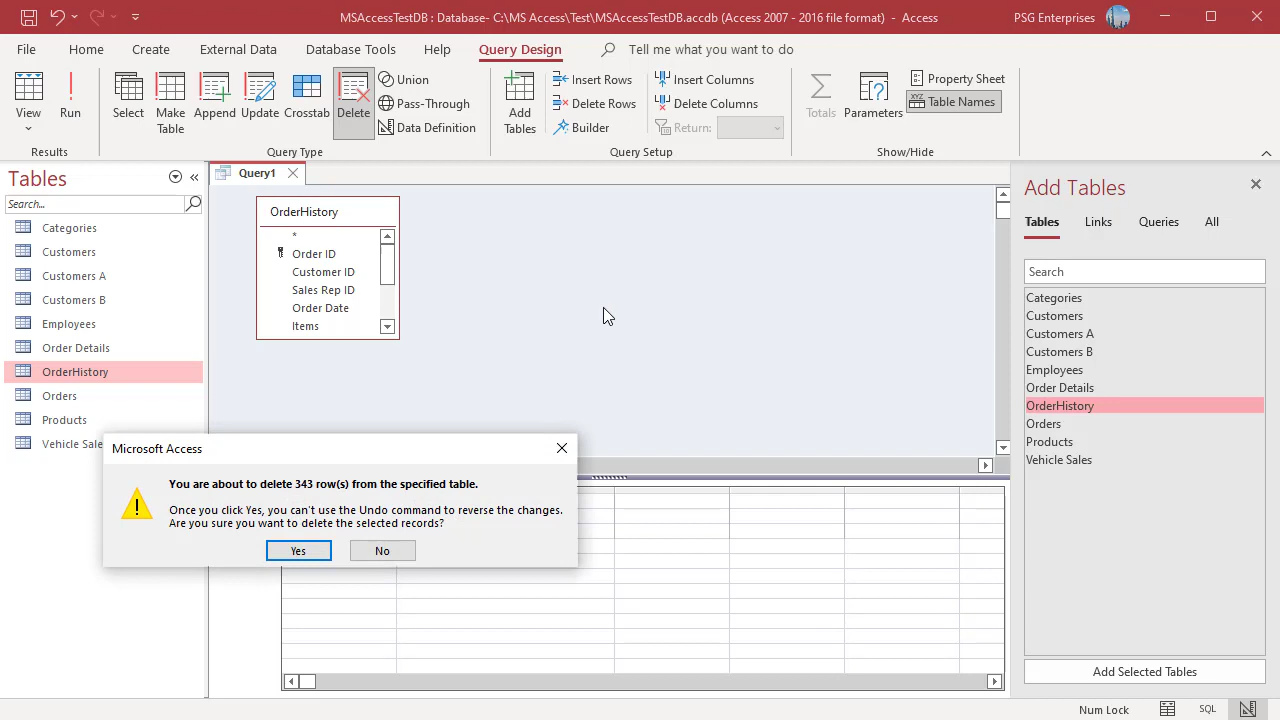 MSAccessTestDB : Database- C:\MS Access\Test\MSAccessTestDB.accdb (Access 2007 - 2016 file format) - Access
PSG Enterprises
File Home Create External Data Database Tools Help Query Design Tell me what you want to do
View
Run
Select
Make Table
Append
Update
Crosstab
Delete
Union
Pass-Through
Data Definition
Add Tables
Insert Rows
Delete Rows
Builder
Insert Columns
Delete Columns
Return:
Totals
Parameters
Property Sheet
XYZ Table Names
Results
Query Type
Query Setup
Show/Hide
Tables
Search...
Categories
Customers
Customers A
Customers B
Employees
Order Details
OrderHistory
Orders
Products
Vehicle Sale
Query1
OrderHistory
*
Order ID
Customer ID
Sales Rep ID
Order Date
Items
Microsoft Access
You are about to delete 343 row(s) from the specified table.
Once you click Yes, you can't use the Undo command to reverse the changes.
Are you sure you want to delete the selected records?
Yes
No
Add Tables
Tables Links Queries All
Search
Categories
Customers
Customers A
Customers B
Employees
Order Details
OrderHistory
Orders
Products
Vehicle Sales
Add Selected Tables
Num Lock
SQL